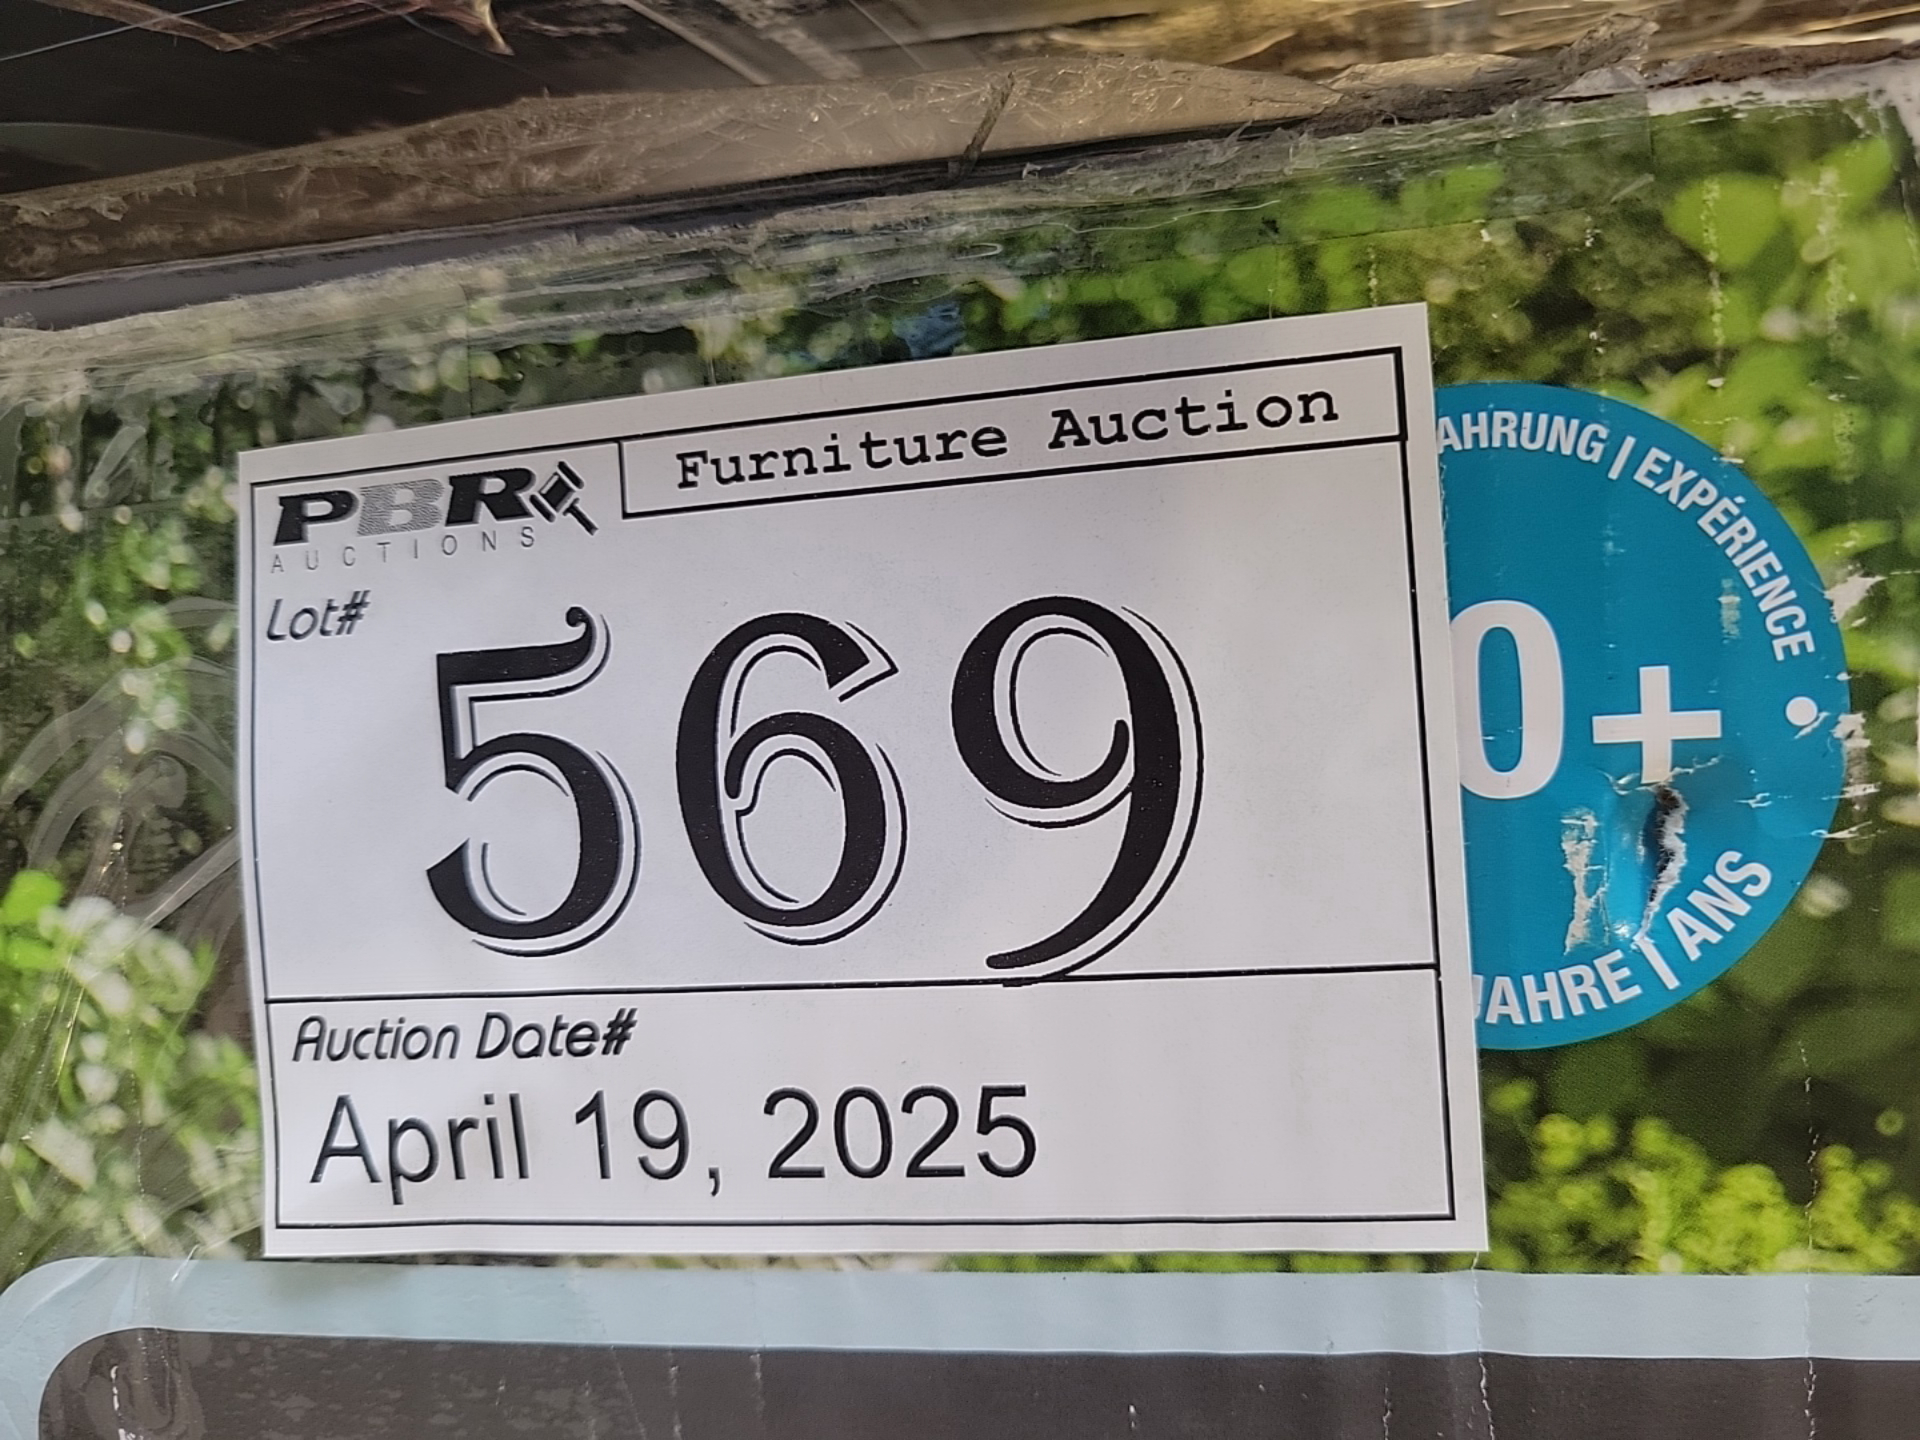 Furniture Auction
PBR
AUCTIONS
Lot#
569
Auction Date#
April 19, 2025
AHRUNG | EXPÉRIENCE •
0+
JAHRE | ANS